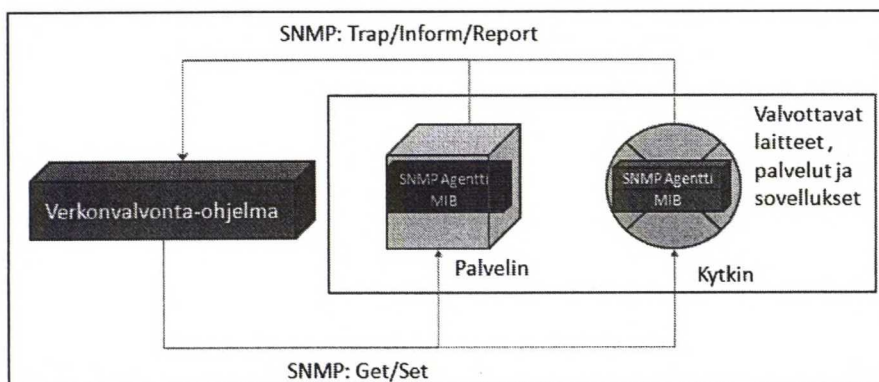 SNMP: Trap/Inform/Report
Valvottavat
laitteet,
palvelut ja
sovellukset
SNMP Agentti
MIB
SNMP Agentti
MIB
Verkonvalvonta-ohjelma
Palvelin
Kytkin
SNMP: Get/Set